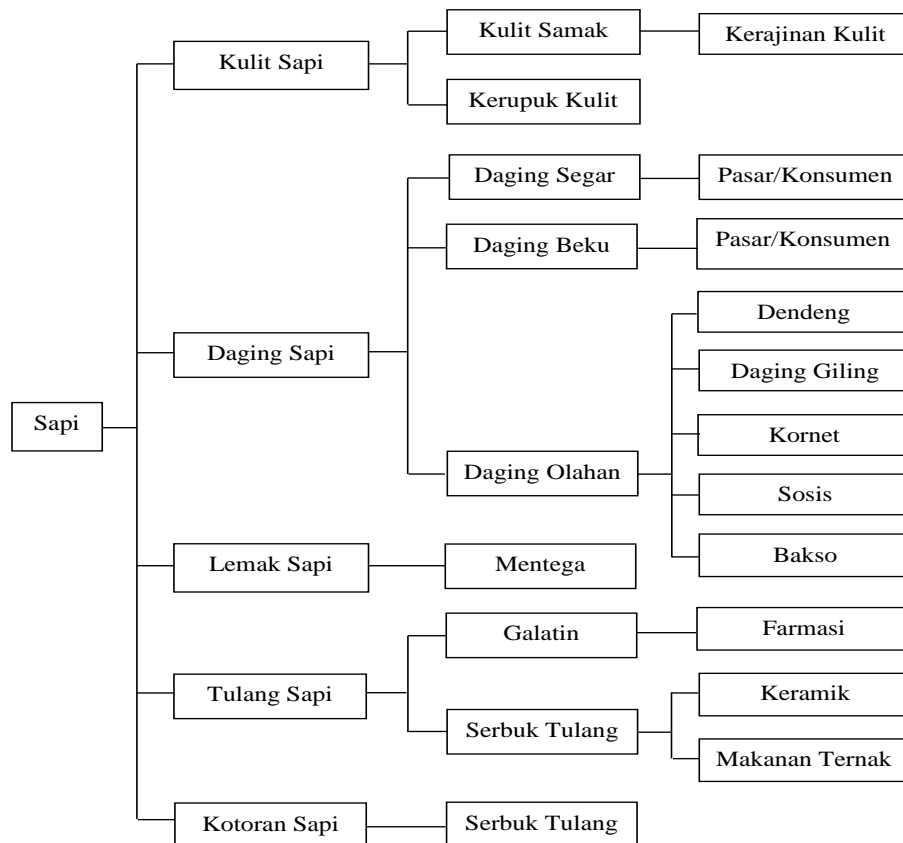 Kulit Samak
Kerajinan Kulit
Kulit Sapi
Kerupuk Kulit
Daging Segar
Pasar/Konsumen
Daging Beku
Pasar/Konsumen
Dendeng
Daging Sapi
Daging Giling
Sapi
Kornet
Daging Olahan
Sosis
Bakso
Lemak Sapi
Mentega
Galatin
Farmasi
Tulang Sapi
Keramik
Serbuk Tulang
Makanan Ternak
Kotoran Sapi
Serbuk Tulang